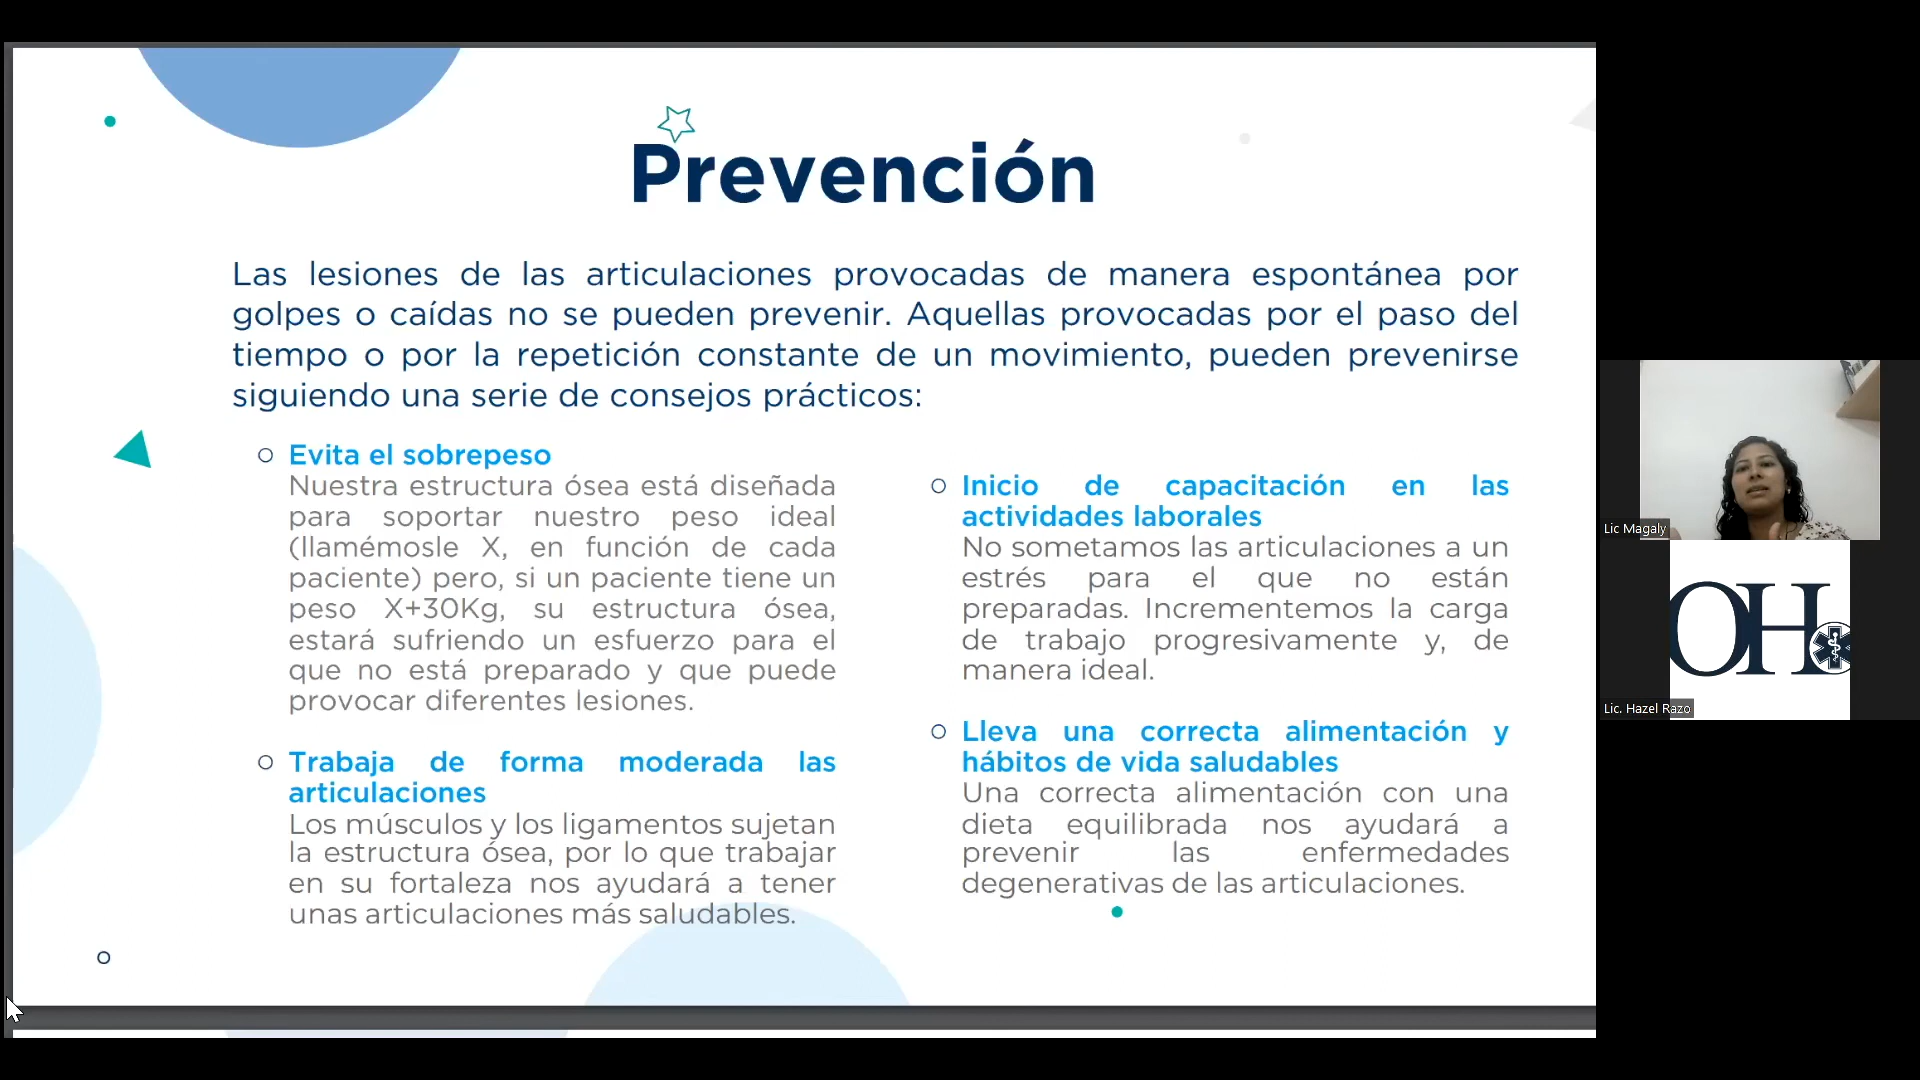 Prevención
Las lesiones de las articulaciones provocadas de manera espontánea por
golpes o caídas no se pueden prevenir. Aquellas provocadas por el paso del
tiempo o por la repetición constante de un movimiento, pueden prevenirse
siguiendo una serie de consejos prácticos:
Evita el sobrepeso
Nuestra estructura ósea está diseñada
para soportar nuestro peso ideal
(llamémosle X, en función de cada
paciente) pero, si un paciente tiene un
peso X+30Kg, su estructura ósea,
estará sufriendo un esfuerzo para el
que no está preparado y que puede
provocar diferentes lesiones.
Trabaja de forma moderada las
articulaciones
Los músculos y los ligamentos sujetan
la estructura ósea, por lo que trabajar
en su fortaleza nos ayudará a tener
unas articulaciones más saludables.
Inicio de capacitación en las
actividades laborales
No sometamos las articulaciones a un
estrés para el que no están
preparadas. Incrementemos la carga
de trabajo progresivamente y, de
manera ideal.
Lleva una correcta alimentación y
hábitos de vida saludables
Una correcta alimentación con una
dieta equilibrada nos ayudará a
prevenir las enfermedades
degenerativas de las articulaciones.
Lic Magaly
OH
Lic. Hazel Razo